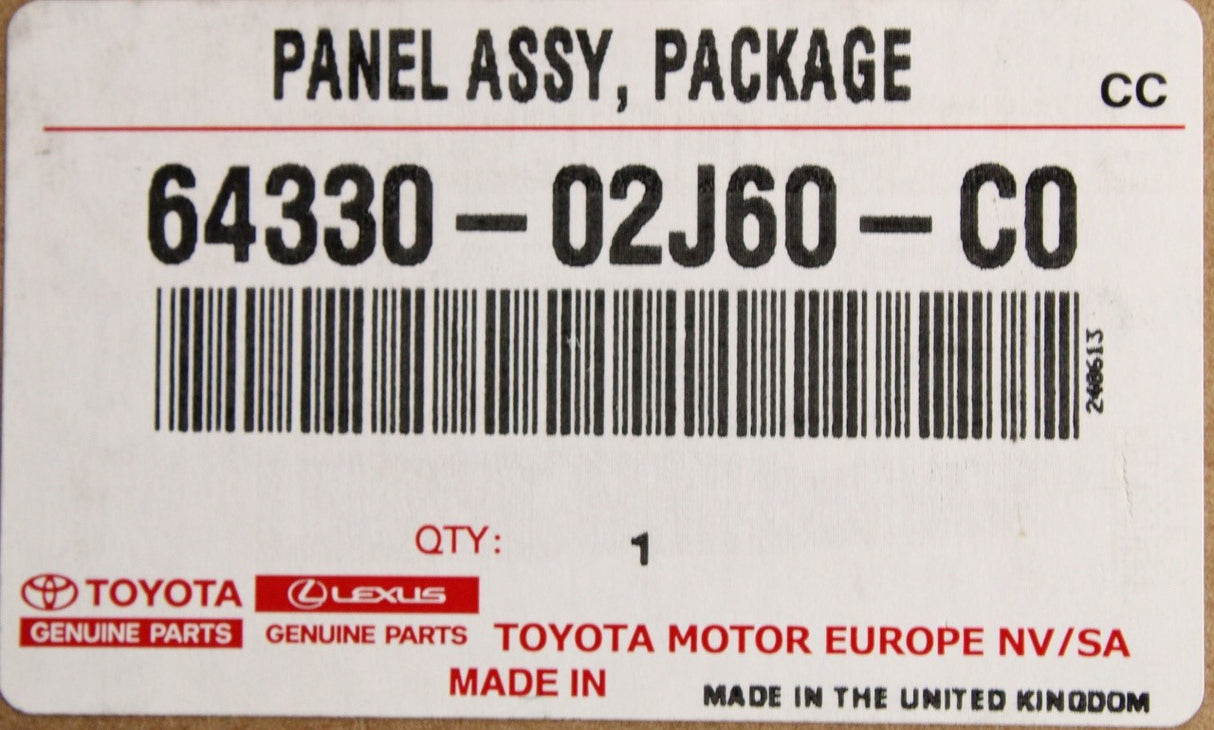 PANEL ASSY, PACKAGE
CC
64330-02J60-C0
240613
QTY: 1
TOYOTA
GENUINE PARTS
LEXUS
GENUINE PARTS
TOYOTA MOTOR EUROPE NV/SA
MADE IN
MADE IN THE UNITED KINGDOM